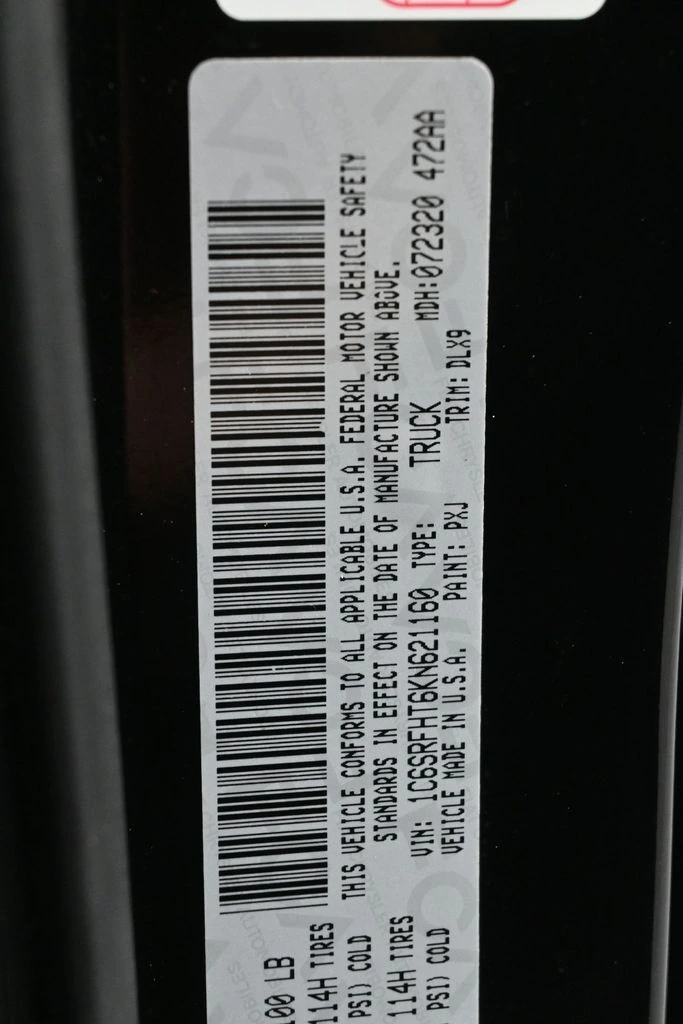 100 LB
114H TIRES
PSI) COLD
THIS VEHICLE CONFORMS TO ALL APPLICABLE U.S.A. FEDERAL MOTOR VEHICLE SAFETY
STANDARDS IN EFFECT ON THE DATE OF MANUFACTURE SHOWN ABOVE.
114H TIRES
VIN: 1C6SRFHT6KN621160 TYPE: TRUCK MDH:072320 472AA
PSI) COLD
VEHICLE MADE IN U.S.A. PAINT: PXJ TRIM: DLX9